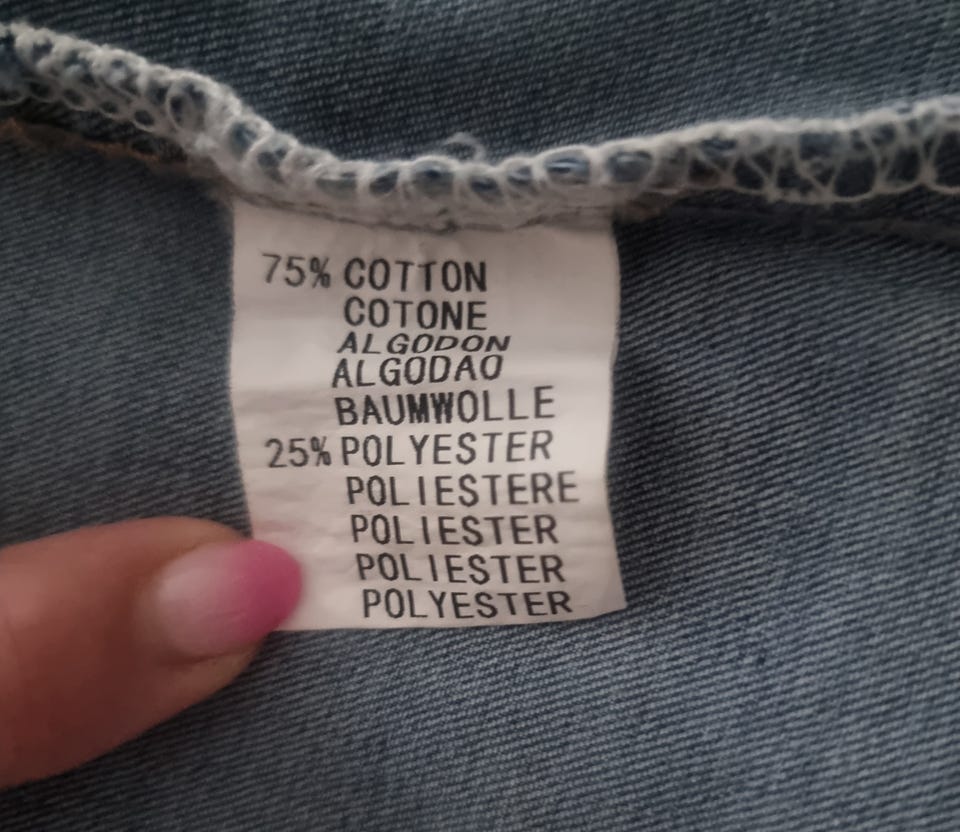 75% COTTON
COTONE
ALGODON
ALGODAO
BAUMWOLLE
25% POLYESTER
POLIESTERE
POLIESTER
POLIESTER
POLYESTER